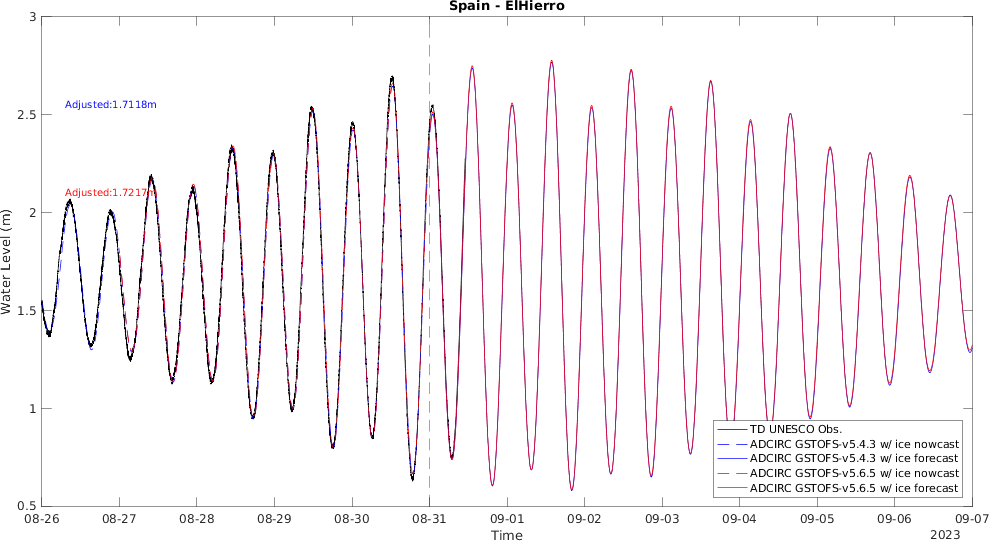 Spain - ElHierro
3
2.5
2
1.5
1
0.5
Water Level (m)
Adjusted:1.7118m
Adjusted:1.7217m
TD UNESCO Obs.
ADCIRC GSTOFS-v5.4.3 w/ ice nowcast
ADCIRC GSTOFS-v5.4.3 w/ ice forecast
ADCIRC GSTOFS-v5.6.5 w/ ice nowcast
ADCIRC GSTOFS-v5.6.5 w/ ice forecast
08-26 08-27 08-28 08-29 08-30 08-31 09-01 09-02 09-03 09-04 09-05 09-06 09-07
Time
2023